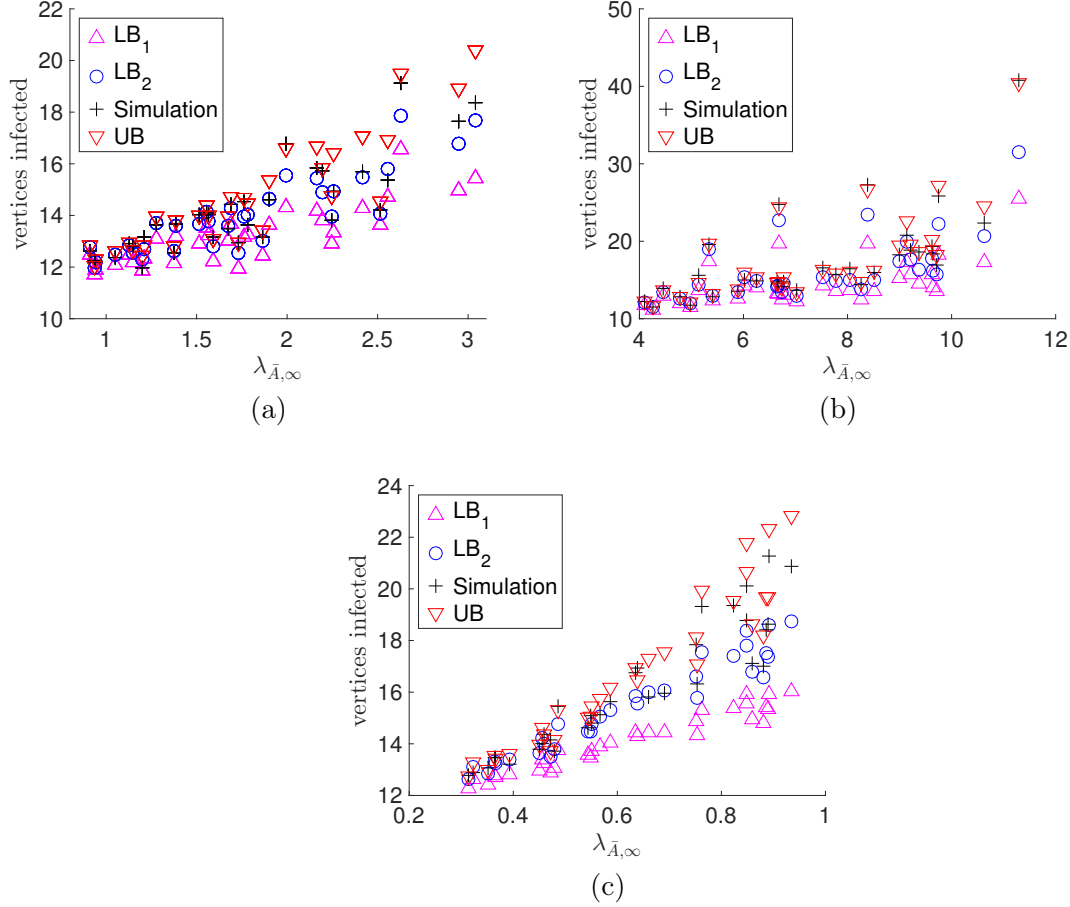 22
20
18
16
14
12
10
vertices infected
LB₁
LB₂
Simulation
UB
1
1.5
2
2.5
3
λ_{Ā,∞}
(a)
50
40
30
20
10
vertices infected
LB₁
LB₂
Simulation
UB
4
6
8
10
12
λ_{Ā,∞}
(b)
24
22
20
18
16
14
12
vertices infected
LB₁
LB₂
Simulation
UB
0.2
0.4
0.6
0.8
1
λ_{Ā,∞}
(c)